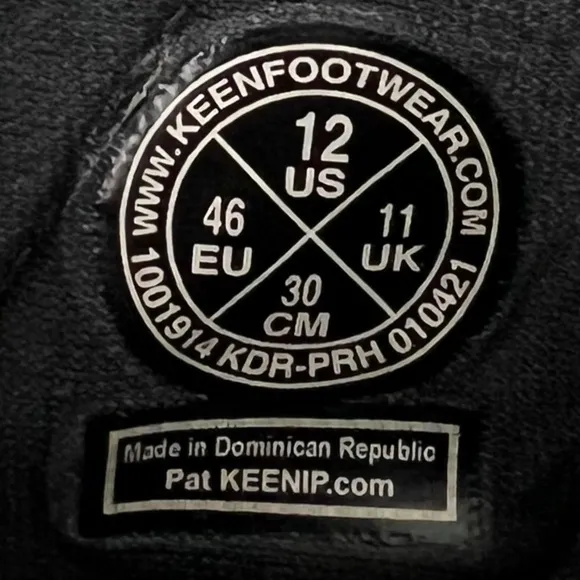 WWW.KEENFOOTWEAR.COM
12
US
46
EU
11
UK
30
CM
1001914 KDR-PRH 010421
Made in Dominican Republic
Pat KEENIP.com